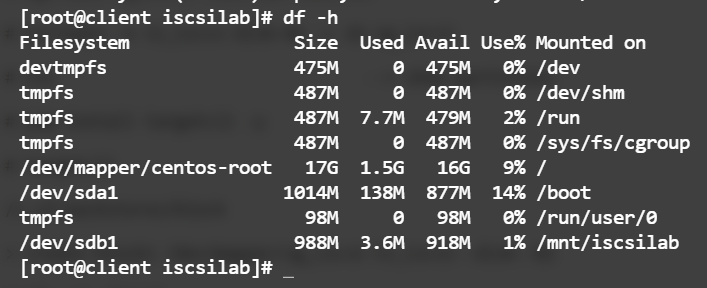 [root@client iscsilab]# df -h
Filesystem               Size  Used Avail Use% Mounted on
devtmpfs                 475M     0  475M   0% /dev
tmpfs                    487M     0  487M   0% /dev/shm
tmpfs                    487M  7.7M  479M   2% /run
tmpfs                    487M     0  487M   0% /sys/fs/cgroup
/dev/mapper/centos-root   17G  1.5G   16G   9% /
/dev/sda1               1014M  138M  877M  14% /boot
tmpfs                     98M     0   98M   0% /run/user/0
/dev/sdb1                988M  3.6M  918M   1% /mnt/iscsilab
[root@client iscsilab]# _